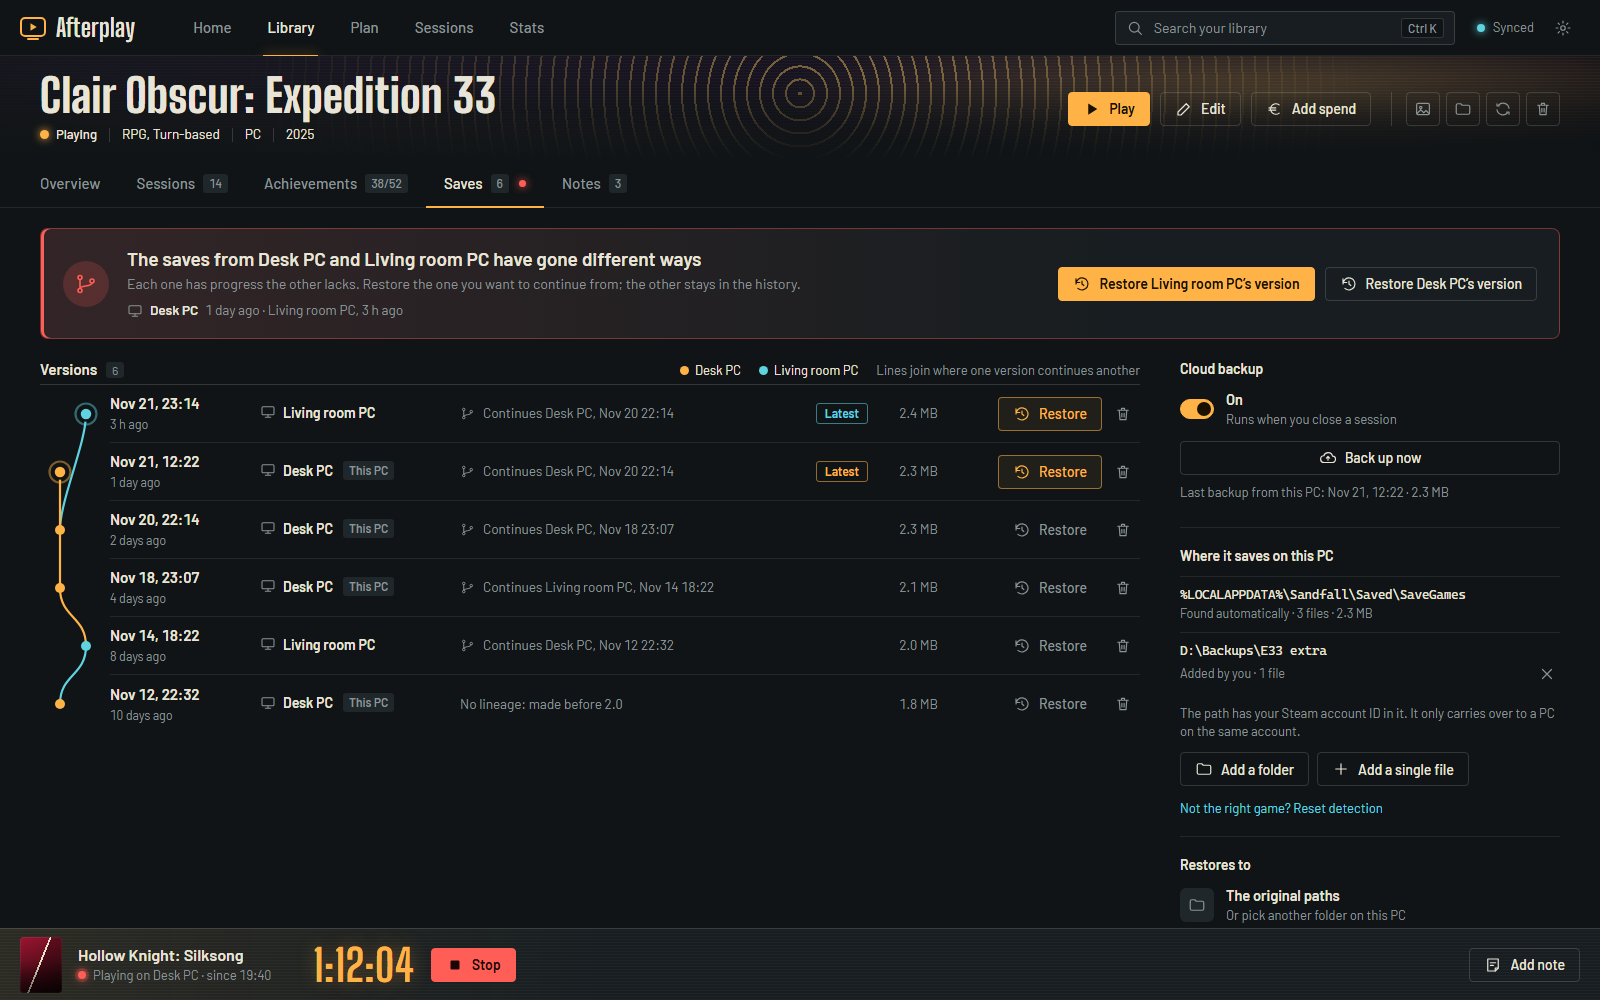 Afterplay
Home Library Plan Sessions Stats
Search your library Ctrl K
Synced
Clair Obscur: Expedition 33
Playing RPG, Turn-based PC 2025
Play Edit Add spend
Overview Sessions 14 Achievements 38/52 Saves 6 Notes 3
The saves from Desk PC and Living room PC have gone different ways
Each one has progress the other lacks. Restore the one you want to continue from; the other stays in the history.
Desk PC 1 day ago · Living room PC, 3 h ago
Restore Living room PC's version Restore Desk PC's version
Versions 6
Desk PC Living room PC Lines join where one version continues another
Nov 21, 23:14 Living room PC Continues Desk PC, Nov 20 22:14 Latest 2.4 MB Restore
3 h ago
Nov 21, 12:22 Desk PC This PC Continues Desk PC, Nov 20 22:14 Latest 2.3 MB Restore
1 day ago
Nov 20, 22:14 Desk PC This PC Continues Desk PC, Nov 18 23:07 2.3 MB Restore
2 days ago
Nov 18, 23:07 Desk PC This PC Continues Living room PC, Nov 14 18:22 2.1 MB Restore
4 days ago
Nov 14, 18:22 Living room PC Continues Desk PC, Nov 12 22:32 2.0 MB Restore
8 days ago
Nov 12, 22:32 Desk PC This PC No lineage: made before 2.0 1.8 MB Restore
10 days ago
Cloud backup
On
Runs when you close a session
Back up now
Last backup from this PC: Nov 21, 12:22 · 2.3 MB
Where it saves on this PC
%LOCALAPPDATA%\Sandfall\Saved\SaveGames
Found automatically · 3 files · 2.3 MB
D:\Backups\E33 extra
Added by you · 1 file
The path has your Steam account ID in it. It only carries over to a PC
on the same account.
Add a folder Add a single file
Not the right game? Reset detection
Restores to
The original paths
Or pick another folder on this PC
Hollow Knight: Silksong
Playing on Desk PC · since 19:40
1:12:04
Stop
Add note